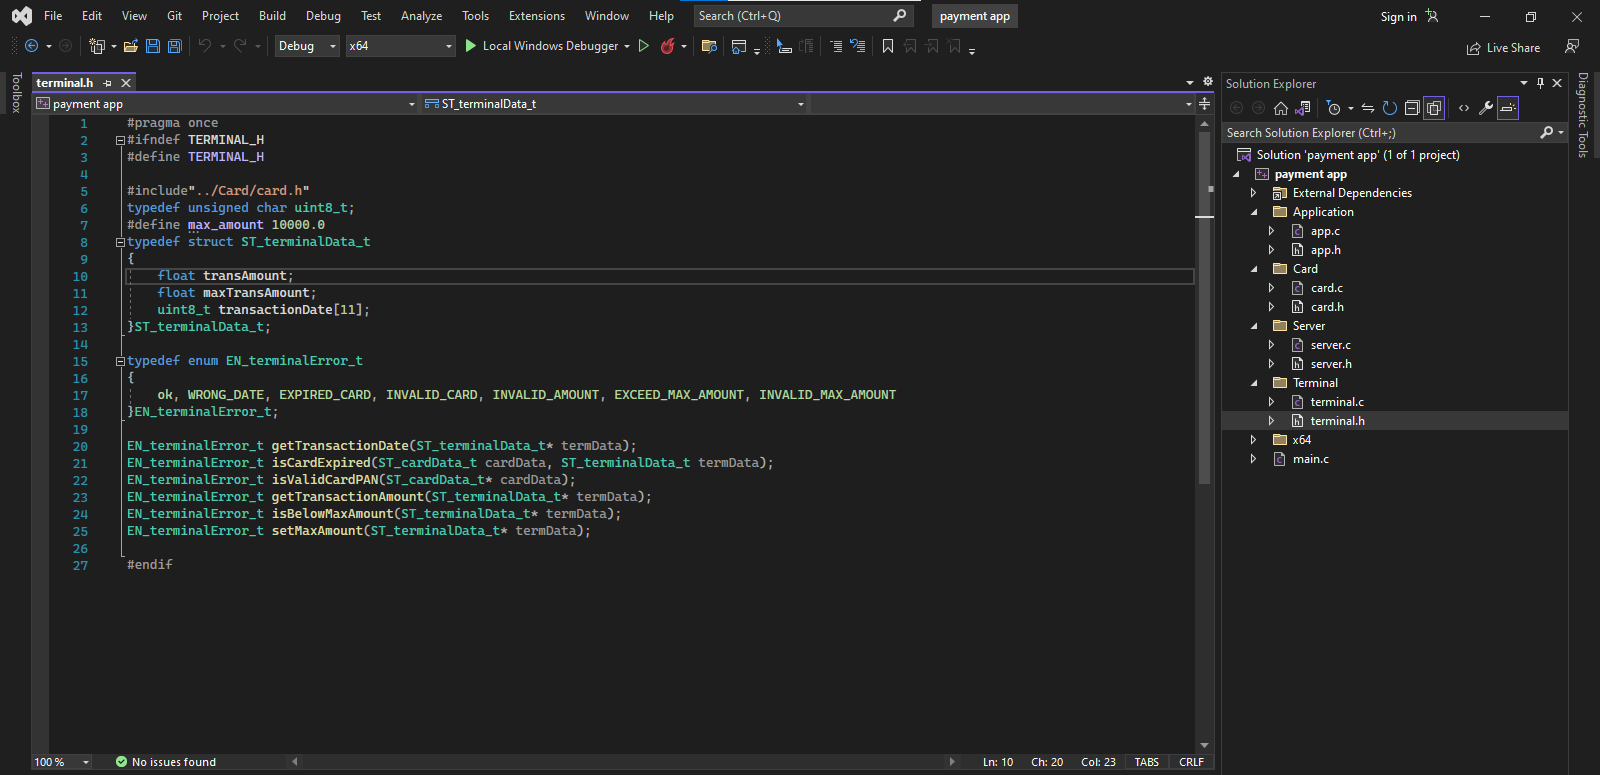 File Edit View Git Project Build Debug Test Analyze Tools Extensions Window Help Search (Ctrl+Q) payment app Sign in
Debug x64 Local Windows Debugger Live Share
Toolbox
terminal.h
payment app ST_terminalData_t
1 #pragma once
2 #ifndef TERMINAL_H
3 #define TERMINAL_H
4
5 #include"../Card/card.h"
6 typedef unsigned char uint8_t;
7 #define max_amount 10000.0
8 typedef struct ST_terminalData_t
9 {
10 float transAmount;
11 float maxTransAmount;
12 uint8_t transactionDate[11];
13 }ST_terminalData_t;
14
15 typedef enum EN_terminalError_t
16 {
17 ok, WRONG_DATE, EXPIRED_CARD, INVALID_CARD, INVALID_AMOUNT, EXCEED_MAX_AMOUNT, INVALID_MAX_AMOUNT
18 }EN_terminalError_t;
19
20 EN_terminalError_t getTransactionDate(ST_terminalData_t* termData);
21 EN_terminalError_t isCardExpired(ST_cardData_t cardData, ST_terminalData_t termData);
22 EN_terminalError_t isValidCardPAN(ST_cardData_t* cardData);
23 EN_terminalError_t getTransactionAmount(ST_terminalData_t* termData);
24 EN_terminalError_t isBelowMaxAmount(ST_terminalData_t* termData);
25 EN_terminalError_t setMaxAmount(ST_terminalData_t* termData);
26
27 #endif
100 % No issues found Ln: 10 Ch: 20 Col: 23 TABS CRLF
Solution Explorer
Search Solution Explorer (Ctrl+;)
Solution 'payment app' (1 of 1 project)
payment app
External Dependencies
Application
app.c
app.h
Card
card.c
card.h
Server
server.c
server.h
Terminal
terminal.c
terminal.h
x64
main.c
Diagnostic Tools